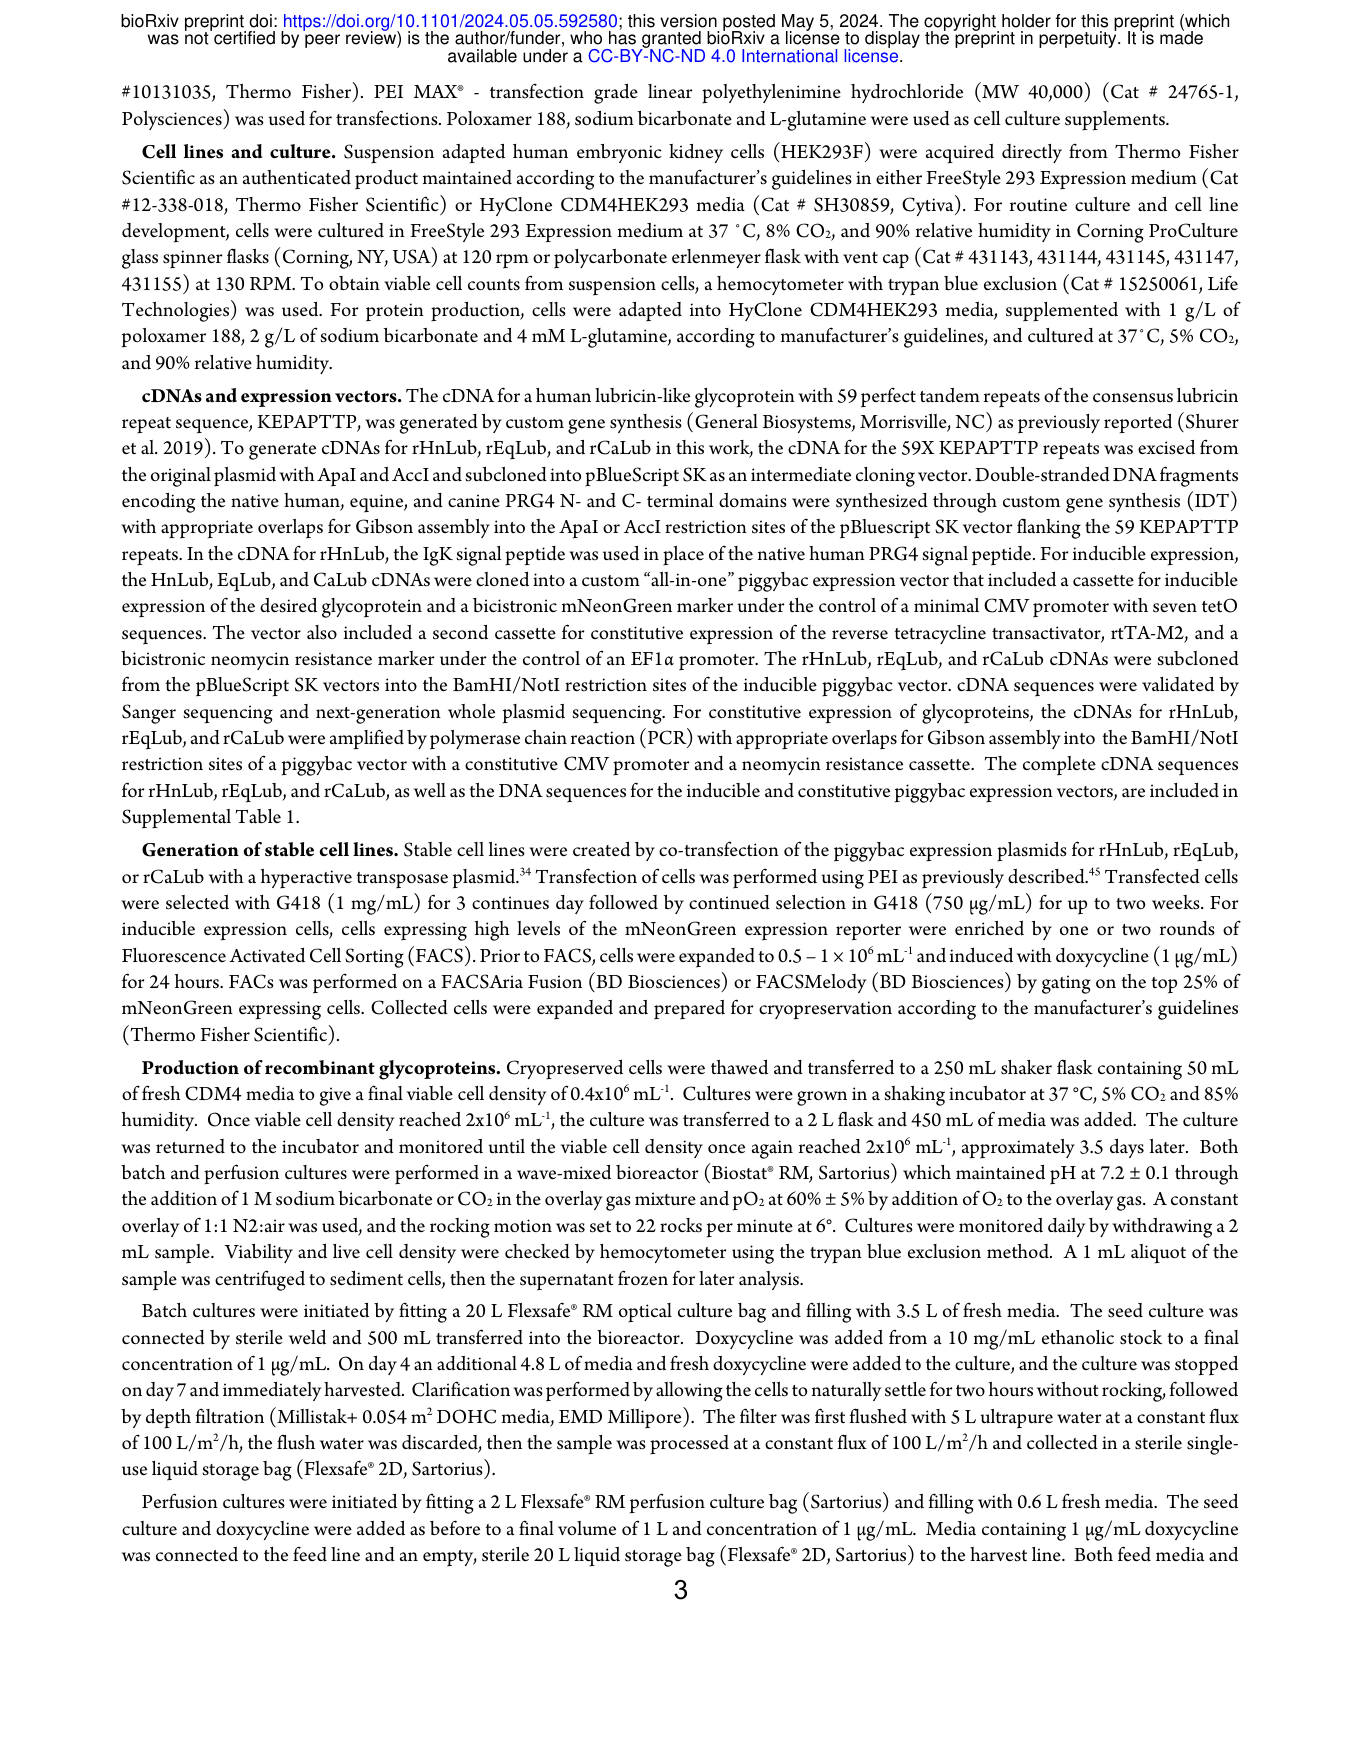 bioRxiv preprint doi: https://doi.org/10.1101/2024.05.05.592580; this version posted May 5, 2024. The copyright holder for this preprint (which
was not certified by peer review) is the author/funder, who has granted bioRxiv a license to display the preprint in perpetuity. It is made
available under a CC-BY-NC-ND 4.0 International license.
#10131035, Thermo Fisher). PEI MAX® - transfection grade linear polyethylenimine hydrochloride (MW 40,000) (Cat # 24765-1,
Polysciences) was used for transfections. Poloxamer 188, sodium bicarbonate and L-glutamine were used as cell culture supplements.
Cell lines and culture. Suspension adapted human embryonic kidney cells (HEK293F) were acquired directly from Thermo Fisher
Scientific as an authenticated product maintained according to the manufacturer's guidelines in either FreeStyle 293 Expression medium (Cat
#12-338-018, Thermo Fisher Scientific) or HyClone CDM4HEK293 media (Cat # SH30859, Cytiva). For routine culture and cell line
development, cells were cultured in FreeStyle 293 Expression medium at 37 ˚C, 8% CO₂, and 90% relative humidity in Corning ProCulture
glass spinner flasks (Corning, NY, USA) at 120 rpm or polycarbonate erlenmeyer flask with vent cap (Cat # 431143, 431144, 431145, 431147,
431155) at 130 RPM. To obtain viable cell counts from suspension cells, a hemocytometer with trypan blue exclusion (Cat # 15250061, Life
Technologies) was used. For protein production, cells were adapted into HyClone CDM4HEK293 media, supplemented with 1 g/L of
poloxamer 188, 2 g/L of sodium bicarbonate and 4 mM L-glutamine, according to manufacturer's guidelines, and cultured at 37˚C, 5% CO₂,
and 90% relative humidity.
cDNAs and expression vectors. The cDNA for a human lubricin-like glycoprotein with 59 perfect tandem repeats of the consensus lubricin
repeat sequence, KEPAPTTP, was generated by custom gene synthesis (General Biosystems, Morrisville, NC) as previously reported (Shurer
et al. 2019). To generate cDNAs for rHnLub, rEqLub, and rCaLub in this work, the cDNA for the 59X KEPAPTTP repeats was excised from
the original plasmid with ApaI and AccI and subcloned into pBlueScript SK as an intermediate cloning vector. Double-stranded DNA fragments
encoding the native human, equine, and canine PRG4 N- and C- terminal domains were synthesized through custom gene synthesis (IDT)
with appropriate overlaps for Gibson assembly into the ApaI or AccI restriction sites of the pBluescript SK vector flanking the 59 KEPAPTTP
repeats. In the cDNA for rHnLub, the IgK signal peptide was used in place of the native human PRG4 signal peptide. For inducible expression,
the HnLub, EqLub, and CaLub cDNAs were cloned into a custom “all-in-one” piggybac expression vector that included a cassette for inducible
expression of the desired glycoprotein and a bicistronic mNeonGreen marker under the control of a minimal CMV promoter with seven tetO
sequences. The vector also included a second cassette for constitutive expression of the reverse tetracycline transactivator, rtTA-M2, and a
bicistronic neomycin resistance marker under the control of an EF1α promoter. The rHnLub, rEqLub, and rCaLub cDNAs were subcloned
from the pBlueScript SK vectors into the BamHI/NotI restriction sites of the inducible piggybac vector. cDNA sequences were validated by
Sanger sequencing and next-generation whole plasmid sequencing. For constitutive expression of glycoproteins, the cDNAs for rHnLub,
rEqLub, and rCaLub were amplified by polymerase chain reaction (PCR) with appropriate overlaps for Gibson assembly into the BamHI/NotI
restriction sites of a piggybac vector with a constitutive CMV promoter and a neomycin resistance cassette. The complete cDNA sequences
for rHnLub, rEqLub, and rCaLub, as well as the DNA sequences for the inducible and constitutive piggybac expression vectors, are included in
Supplemental Table 1.
Generation of stable cell lines. Stable cell lines were created by co-transfection of the piggybac expression plasmids for rHnLub, rEqLub,
or rCaLub with a hyperactive transposase plasmid.³⁴ Transfection of cells was performed using PEI as previously described.⁴⁵ Transfected cells
were selected with G418 (1 mg/mL) for 3 continues day followed by continued selection in G418 (750 μg/mL) for up to two weeks. For
inducible expression cells, cells expressing high levels of the mNeonGreen expression reporter were enriched by one or two rounds of
Fluorescence Activated Cell Sorting (FACS). Prior to FACS, cells were expanded to 0.5 – 1 × 10⁶ mL⁻¹ and induced with doxycycline (1 μg/mL)
for 24 hours. FACs was performed on a FACSAria Fusion (BD Biosciences) or FACSMelody (BD Biosciences) by gating on the top 25% of
mNeonGreen expressing cells. Collected cells were expanded and prepared for cryopreservation according to the manufacturer's guidelines
(Thermo Fisher Scientific).
Production of recombinant glycoproteins. Cryopreserved cells were thawed and transferred to a 250 mL shaker flask containing 50 mL
of fresh CDM4 media to give a final viable cell density of 0.4x10⁶ mL⁻¹. Cultures were grown in a shaking incubator at 37 °C, 5% CO₂ and 85%
humidity. Once viable cell density reached 2x10⁶ mL⁻¹, the culture was transferred to a 2 L flask and 450 mL of media was added. The culture
was returned to the incubator and monitored until the viable cell density once again reached 2x10⁶ mL⁻¹, approximately 3.5 days later. Both
batch and perfusion cultures were performed in a wave-mixed bioreactor (Biostat® RM, Sartorius) which maintained pH at 7.2 ± 0.1 through
the addition of 1 M sodium bicarbonate or CO₂ in the overlay gas mixture and pO₂ at 60% ± 5% by addition of O₂ to the overlay gas. A constant
overlay of 1:1 N2:air was used, and the rocking motion was set to 22 rocks per minute at 6°. Cultures were monitored daily by withdrawing a 2
mL sample. Viability and live cell density were checked by hemocytometer using the trypan blue exclusion method. A 1 mL aliquot of the
sample was centrifuged to sediment cells, then the supernatant frozen for later analysis.
Batch cultures were initiated by fitting a 20 L Flexsafe® RM optical culture bag and filling with 3.5 L of fresh media. The seed culture was
connected by sterile weld and 500 mL transferred into the bioreactor. Doxycycline was added from a 10 mg/mL ethanolic stock to a final
concentration of 1 μg/mL. On day 4 an additional 4.8 L of media and fresh doxycycline were added to the culture, and the culture was stopped
on day 7 and immediately harvested. Clarification was performed by allowing the cells to naturally settle for two hours without rocking, followed
by depth filtration (Millistak+ 0.054 m² DOHC media, EMD Millipore). The filter was first flushed with 5 L ultrapure water at a constant flux
of 100 L/m²/h, the flush water was discarded, then the sample was processed at a constant flux of 100 L/m²/h and collected in a sterile single-
use liquid storage bag (Flexsafe® 2D, Sartorius).
Perfusion cultures were initiated by fitting a 2 L Flexsafe® RM perfusion culture bag (Sartorius) and filling with 0.6 L fresh media. The seed
culture and doxycycline were added as before to a final volume of 1 L and concentration of 1 μg/mL. Media containing 1 μg/mL doxycycline
was connected to the feed line and an empty, sterile 20 L liquid storage bag (Flexsafe® 2D, Sartorius) to the harvest line. Both feed media and
3